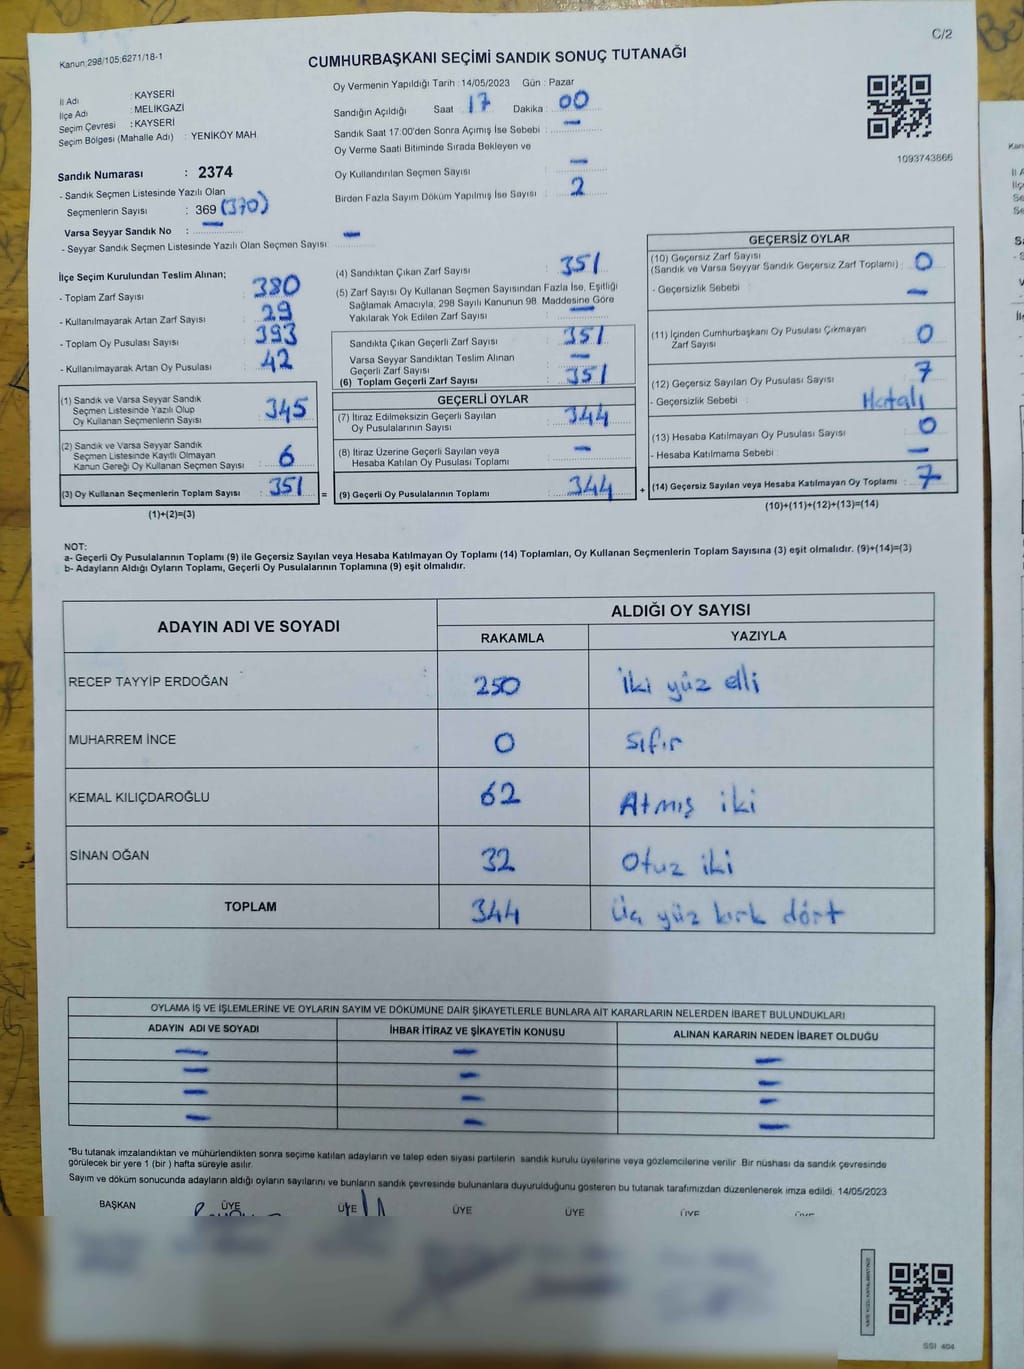 C/2
Kanun:298/105;6271/18-1
CUMHURBAŞKANI SEÇİMİ SANDIK SONUÇ TUTANAĞI
İl Adı : KAYSERİ
İlçe Adı : MELİKGAZİ
Seçim Çevresi : KAYSERİ
Seçim Bölgesi (Mahalle Adı) : YENİKÖY MAH.
Sandık Numarası : 2374
- Sandık Seçmen Listesinde Yazılı Olan
Seçmenlerin Sayısı : 369 (370)
Varsa Seyyar Sandık No : —
- Seyyar Sandık Seçmen Listesinde Yazılı Olan Seçmen Sayısı : —
Oy Vermenin Yapıldığı Tarih : 14/05/2023 Gün : Pazar
Sandığın Açıldığı Saat 17 Dakika : 00
Sandık Saat 17:00'den Sonra Açımış İse Sebebi : —
Oy Verme Saati Bitiminde Sırada Bekleyen ve
Oy Kullandırılan Seçmen Sayısı : —
Birden Fazla Sayım Döküm Yapılmış İse Sayısı : 2
1093743866
İlçe Seçim Kurulundan Teslim Alınan;
- Toplam Zarf Sayısı : 380
- Kullanılmayarak Artan Zarf Sayısı : 29
- Toplam Oy Pusulası Sayısı : 393
- Kullanılmayarak Artan Oy Pusulası : 42
(1) Sandık ve Varsa Seyyar Sandık
Seçmen Listesinde Yazılı Olup
Oy Kullanan Seçmenlerin Sayısı : 345
(2) Sandık ve Varsa Seyyar Sandık
Seçmen Listesinde Kayıtlı Olmayan
Kanun Gereği Oy Kullanan Seçmen Sayısı : 6
(3) Oy Kullanan Seçmenlerin Toplam Sayısı : 351 =
(1)+(2)=(3)
(4) Sandıktan Çıkan Zarf Sayısı : 351
(5) Zarf Sayısı Oy Kullanan Seçmen Sayısından Fazla İse, Eşitliği
Sağlamak Amacıyla, 298 Sayılı Kanunun 98. Maddesine Göre
Yakılarak Yok Edilen Zarf Sayısı : —
Sandıkta Çıkan Geçerli Zarf Sayısı : 351
Varsa Seyyar Sandıktan Teslim Alınan
Geçerli Zarf Sayısı : —
(6) Toplam Geçerli Zarf Sayısı : 351
GEÇERLİ OYLAR
(7) İtiraz Edilmeksizin Geçerli Sayılan
Oy Pusulalarının Sayısı : 344
(8) İtiraz Üzerine Geçerli Sayılan veya
Hesaba Katılan Oy Pusulası Toplamı : —
(9) Geçerli Oy Pusulalarının Toplamı : 344 +
GEÇERSİZ OYLAR
(10) Geçersiz Zarf Sayısı
(Sandık ve Varsa Seyyar Sandık Geçersiz Zarf Toplamı) : 0
- Geçersizlik Sebebi : —
(11) İçinden Cumhurbaşkanı Oy Pusulası Çıkmayan
Zarf Sayısı : 0
(12) Geçersiz Sayılan Oy Pusulası Sayısı : 7
- Geçersizlik Sebebi : Hatalı
(13) Hesaba Katılmayan Oy Pusulası Sayısı : 0
- Hesaba Katılmama Sebebi : —
(14) Geçersiz Sayılan veya Hesaba Katılmayan Oy Toplamı : 7
(10)+(11)+(12)+(13)=(14)
NOT:
a- Geçerli Oy Pusulalarının Toplamı (9) ile Geçersiz Sayılan veya Hesaba Katılmayan Oy Toplamı (14) Toplamları, Oy Kullanan Seçmenlerin Toplam Sayısına (3) eşit olmalıdır. (9)+(14)=(3)
b- Adayların Aldığı Oyların Toplamı, Geçerli Oy Pusulalarının Toplamına (9) eşit olmalıdır.
ADAYIN ADI VE SOYADI ALDIĞI OY SAYISI
RAKAMLA YAZIYLA
RECEP TAYYİP ERDOĞAN 250 İki yüz elli
MUHARREM İNCE 0 Sıfır
KEMAL KILIÇDAROĞLU 62 Atmış iki
SİNAN OĞAN 32 Otuz iki
TOPLAM 344 Üç yüz kırk dört
OYLAMA İŞ VE İŞLEMLERİNE VE OYLARIN SAYIM VE DÖKÜMÜNE DAİR ŞİKAYETLERLE BUNLARA AİT KARARLARIN NELERDEN İBARET BULUNDUKLARI
ADAYIN ADI VE SOYADI İHBAR İTİRAZ VE ŞİKAYETİN KONUSU ALINAN KARARIN NEDEN İBARET OLDUĞU
— — —
— — —
— — —
— — —
*Bu tutanak imzalandıktan ve mühürlendikten sonra seçime katılan adayların ve talep eden siyasi partilerin sandık kurulu üyelerine veya gözlemcilerine verilir. Bir nüshası da sandık çevresinde
görülecek bir yere 1 (bir) hafta süreyle asılır.
Sayım ve döküm sonucunda adayların aldığı oyların sayılarını ve bunların sandık çevresinde bulunanlara duyurulduğunu gösteren bu tutanak tarafımızdan düzenlenerek imza edildi. 14/05/2023
BAŞKAN ÜYE ÜYE ÜYE ÜYE ÜYE
SSI 404